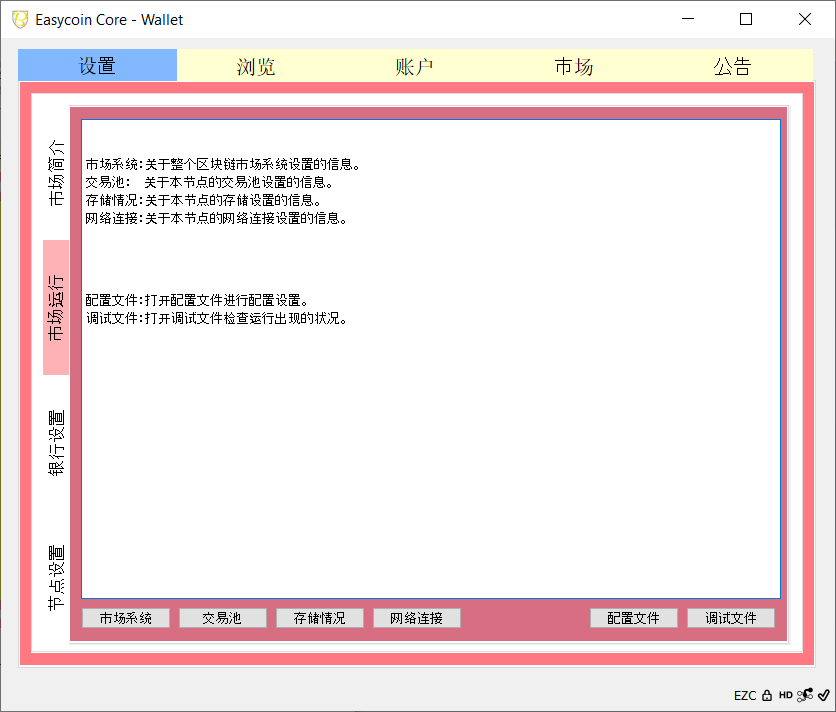 Easycoin Core - Wallet
设置 浏览 账户 市场 公告
市场简介
市场运行
银行设置
节点设置
市场系统:关于整个区块链市场系统设置的信息。
交易池: 关于本节点的交易池设置的信息。
存储情况:关于本节点的存储设置的信息。
网络连接:关于本节点的网络连接设置的信息。
配置文件:打开配置文件进行配置设置。
调试文件:打开调试文件检查运行出现的状况。
市场系统 交易池 存储情况 网络连接 配置文件 调试文件
EZC HD